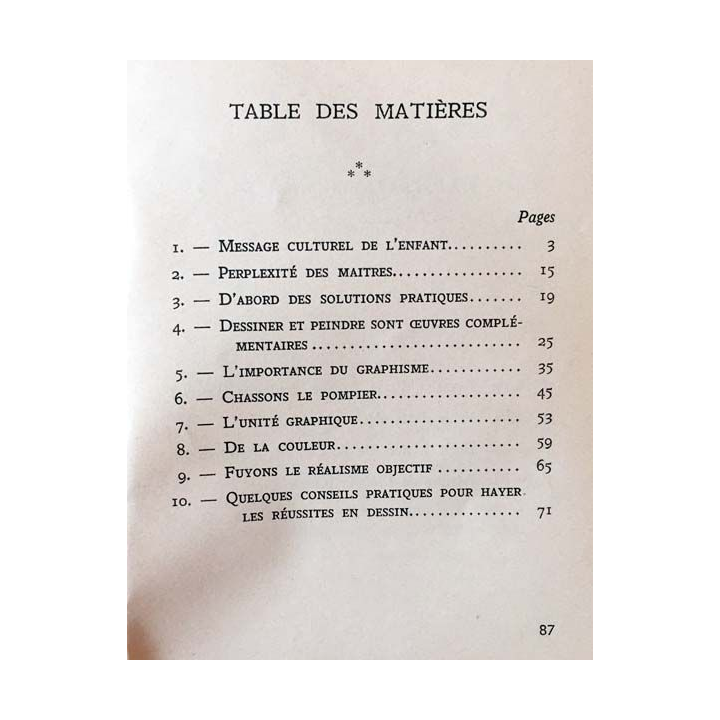 TABLE DES MATIÈRES
***
Pages
1. — Message culturel de l'enfant.......... 3
2. — Perplexité des maitres................. 15
3. — D'abord des solutions pratiques....... 19
4. — Dessiner et peindre sont œuvres complé-
mentaires ........................... 25
5. — L'importance du graphisme............ 35
6. — Chassons le pompier................... 45
7. — L'unité graphique..................... 53
8. — De la couleur........................ 59
9. — Fuyons le réalisme objectif ........... 65
10. — Quelques conseils pratiques pour hayer
les réussites en dessin............... 71
87